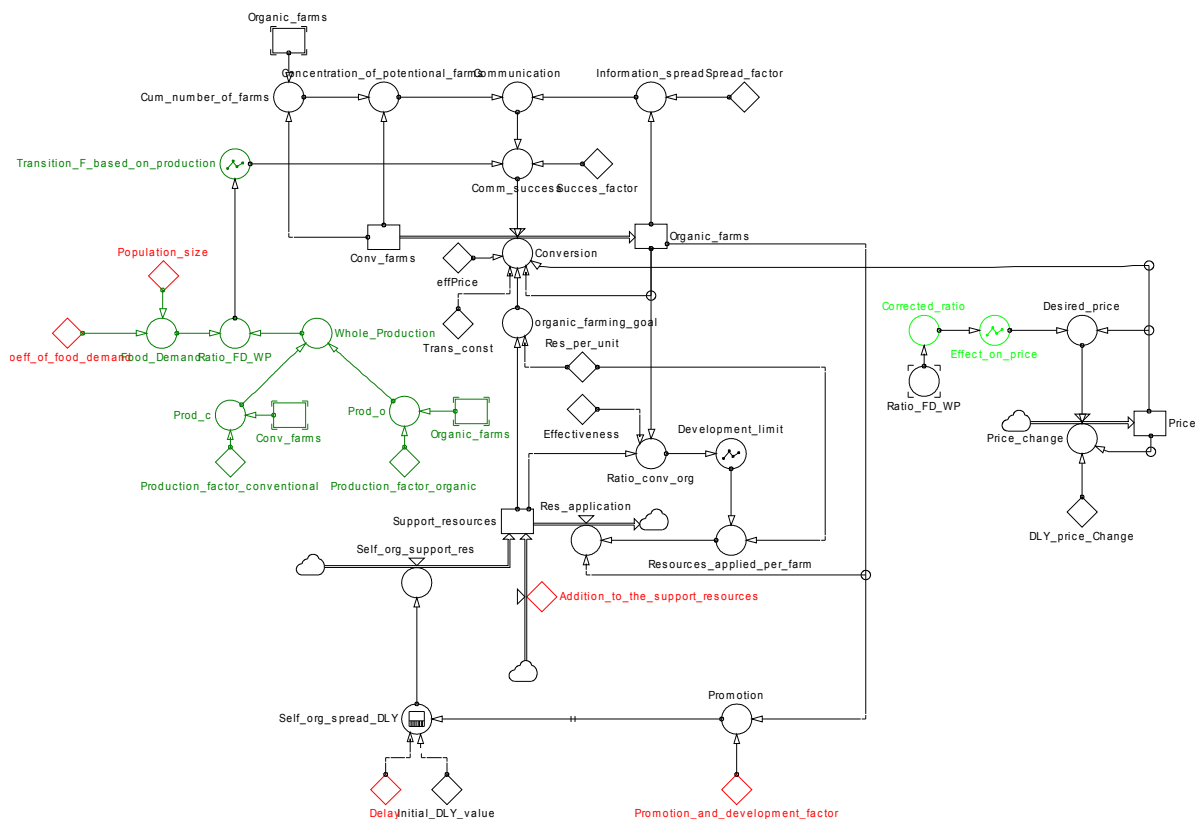 Organic_farms
Concentration_of_potential_farms
Communication
Information_spread
Spread_factor
Cum_number_of_farms
Transition_F_based_on_production
Comm_success
Succes_factor
Organic_farms
Conv_farms
Conversion
Population_size
effPrice
Corrected_ratio
Desired_price
organic_farming_goal
Whole_Production
Trans_const
Res_per_unit
oeff_of_food_demand
Food_Demand
Ratio_FD_WP
Effect_on_price
Ratio_FD_WP
Prod_c
Prod_o
Conv_farms
Organic_farms
Effectiveness
Development_limit
Price
Price_change
Production_factor_conventional
Production_factor_organic
Ratio_conv_org
Res_application
Support_resources
DLY_price_Change
Self_org_support_res
Resources_applied_per_farm
Addition_to_the_support_resources
Promotion
Self_org_spread_DLY
Delay
Initial_DLY_value
Promotion_and_development_factor